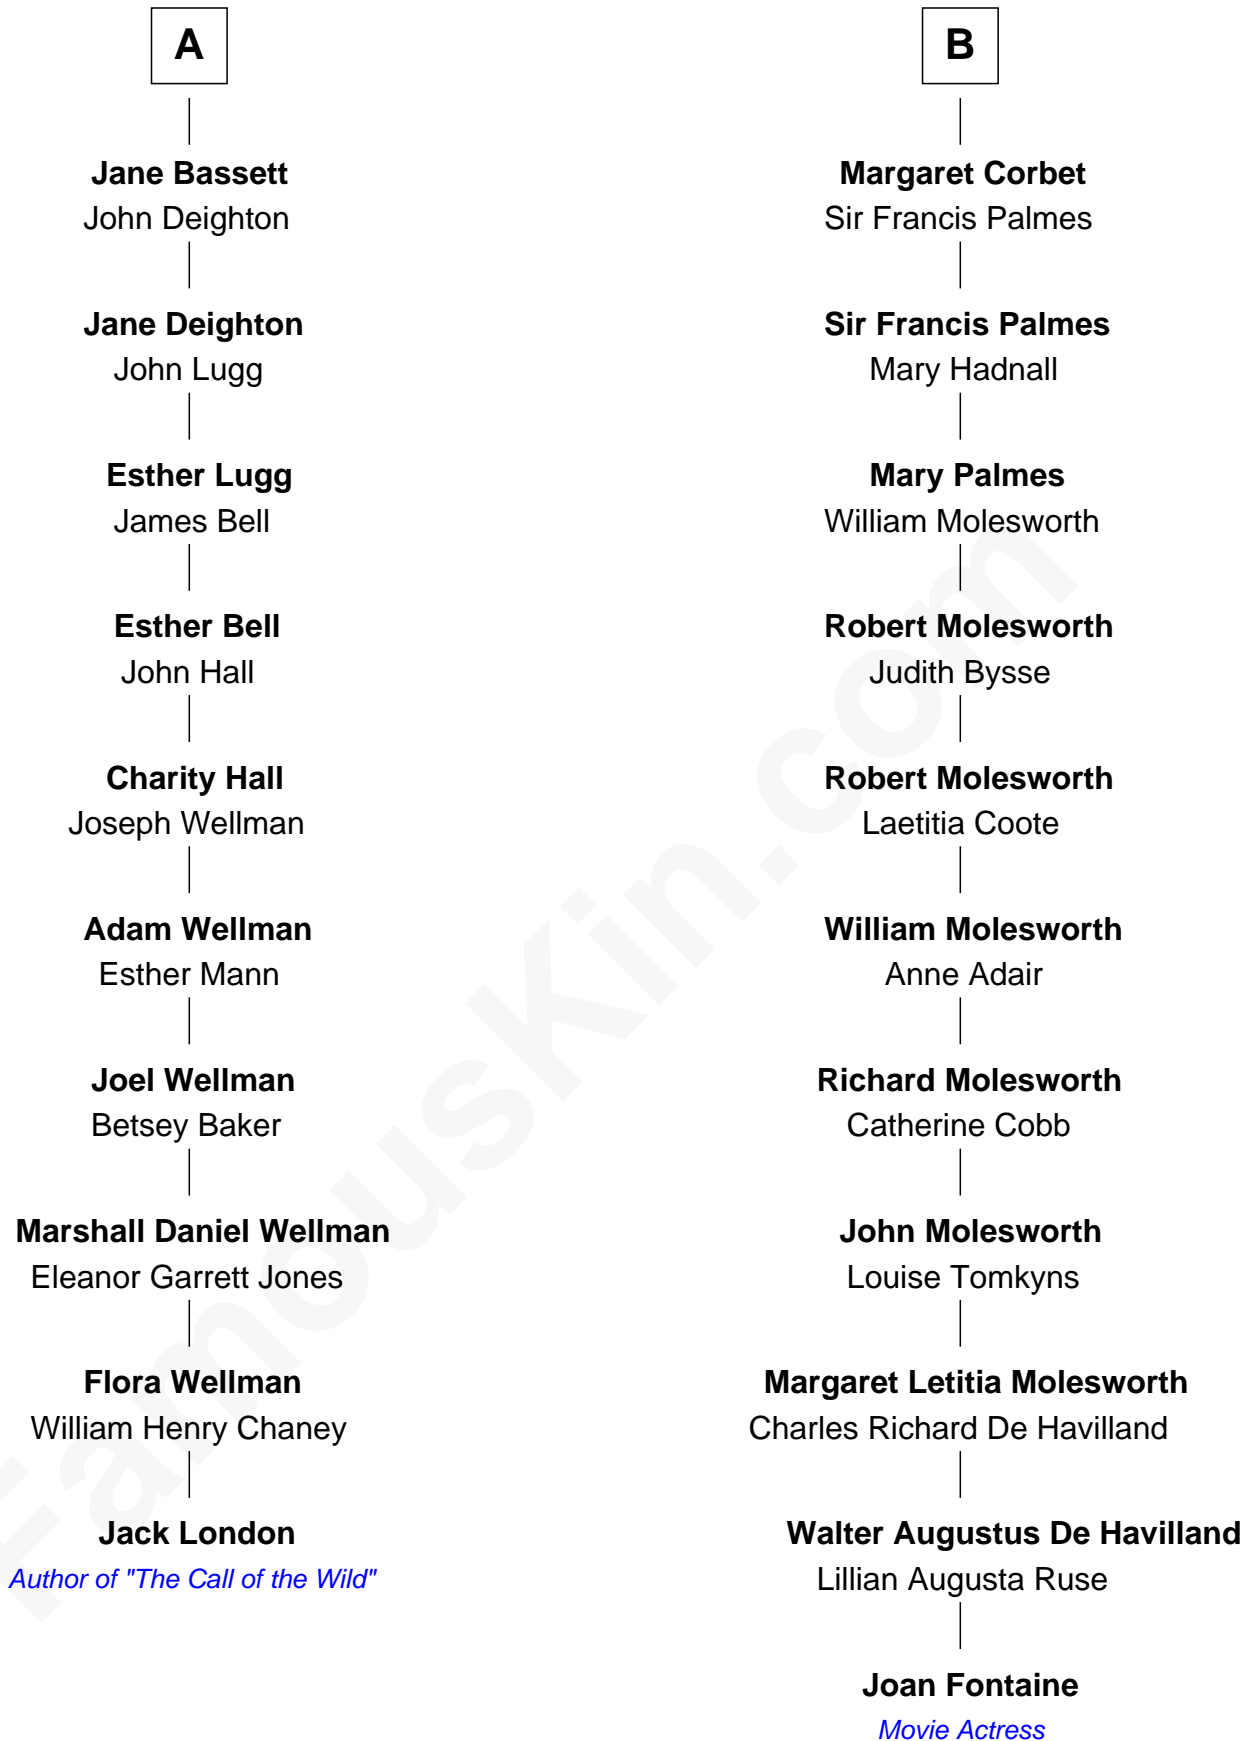 A
Jane Bassett
John Deighton
Jane Deighton
John Lugg
Esther Lugg
James Bell
Esther Bell
John Hall
Charity Hall
Joseph Wellman
Adam Wellman
Esther Mann
Joel Wellman
Betsey Baker
Marshall Daniel Wellman
Eleanor Garrett Jones
Flora Wellman
William Henry Chaney
Jack London
Author of "The Call of the Wild"
B
Margaret Corbet
Sir Francis Palmes
Sir Francis Palmes
Mary Hadnall
Mary Palmes
William Molesworth
Robert Molesworth
Judith Bysse
Robert Molesworth
Laetitia Coote
William Molesworth
Anne Adair
Richard Molesworth
Catherine Cobb
John Molesworth
Louise Tomkyns
Margaret Letitia Molesworth
Charles Richard De Havilland
Walter Augustus De Havilland
Lillian Augusta Ruse
Joan Fontaine
Movie Actress
FamousKin.com